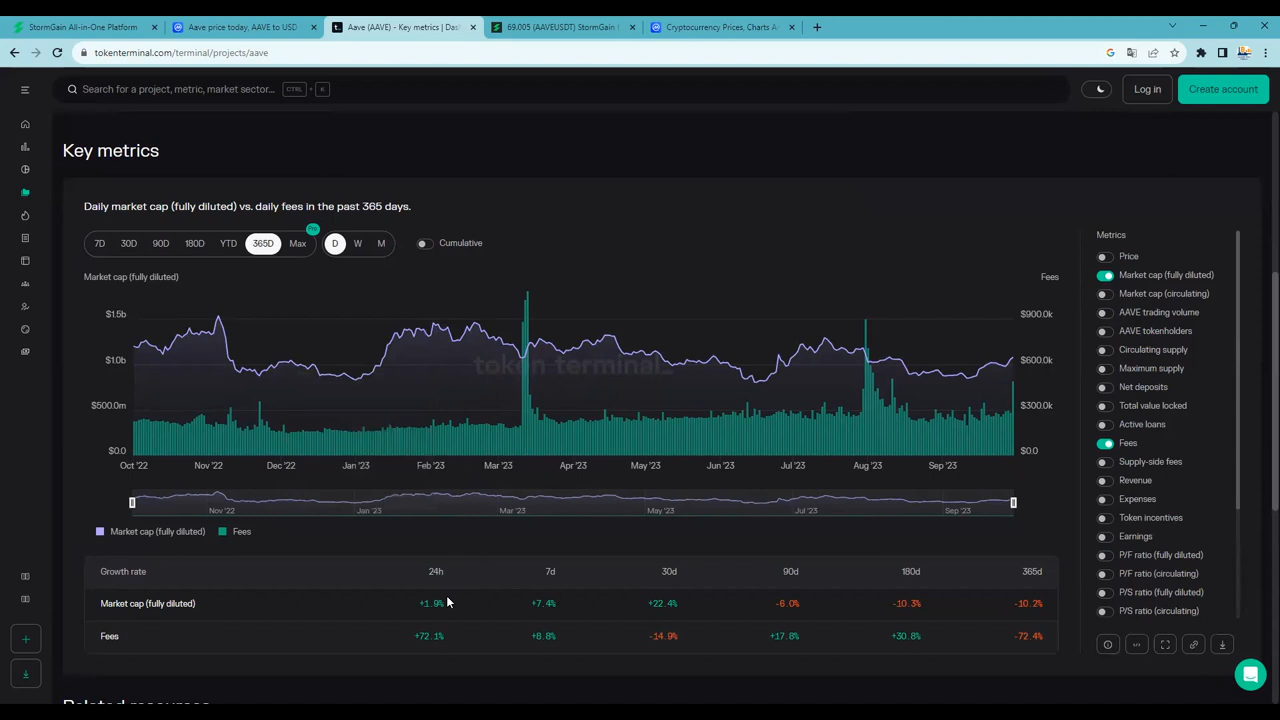 StormGain All-in-One Platform
Aave price today, AAVE to USD
Aave (AAVE) - Key metrics | Das
69.005 (AAVEUSDT) StormGain
Cryptocurrency Prices, Charts A
tokenterminal.com/terminal/projects/aave
Search for a project, metric, market sector... CTRL + K
Log in
Create account
Key metrics
Daily market cap (fully diluted) vs. daily fees in the past 365 days.
Pro
7D 30D 90D 180D YTD 365D Max D W M Cumulative
Market cap (fully diluted) Fees
$1.5b $900.0k
$1.0b $600.0k
$500.0m $300.0k
$0.0 $0.0
token terminal_
Oct '22 Nov '22 Dec '22 Jan '23 Feb '23 Mar '23 Apr '23 May '23 Jun '23 Jul '23 Aug '23 Sep '23
Nov '22 Jan '23 Mar '23 May '23 Jul '23 Sep '23
Market cap (fully diluted) Fees
Growth rate 24h 7d 30d 90d 180d 365d
Market cap (fully diluted) +1.9% +7.4% +22.4% -6.0% -10.3% -10.2%
Fees +72.1% +8.8% -14.9% +17.8% +30.8% -72.4%
Metrics
Price
Market cap (fully diluted)
Market cap (circulating)
AAVE trading volume
AAVE tokenholders
Circulating supply
Maximum supply
Net deposits
Total value locked
Active loans
Fees
Supply-side fees
Revenue
Expenses
Token incentives
Earnings
P/F ratio (fully diluted)
P/F ratio (circulating)
P/S ratio (fully diluted)
P/S ratio (circulating)